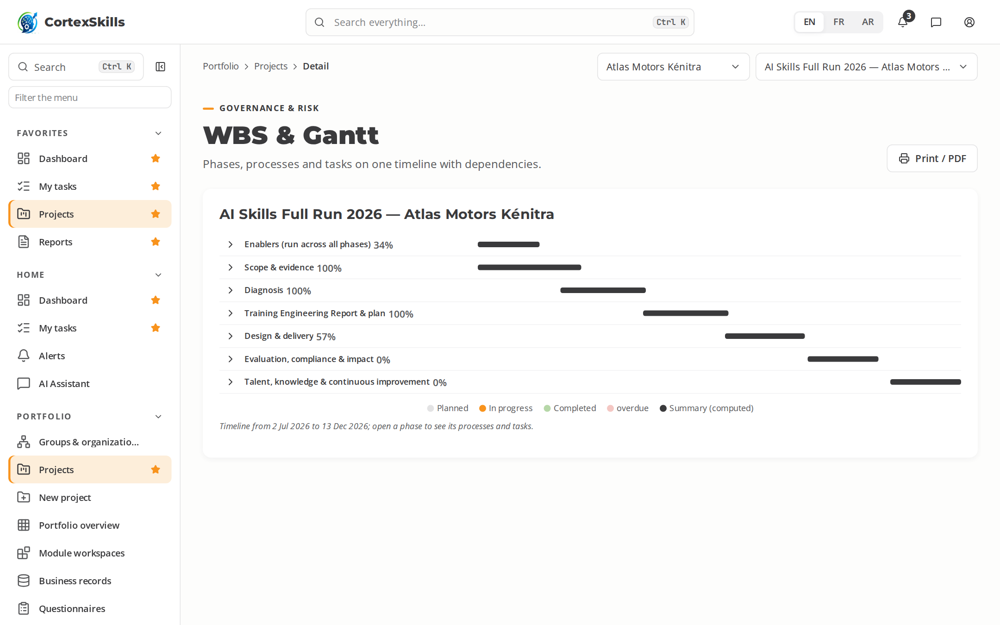 CortexSkills
Search everything...
Ctrl K
EN
FR
AR
3
Search
Ctrl K
Filter the menu
FAVORITES
Dashboard
My tasks
Projects
Reports
HOME
Dashboard
My tasks
Alerts
AI Assistant
PORTFOLIO
Groups & organizatio...
Projects
New project
Portfolio overview
Module workspaces
Business records
Questionnaires
Portfolio > Projects > Detail
Atlas Motors Kénitra
AI Skills Full Run 2026 — Atlas Motors ...
GOVERNANCE & RISK
WBS & Gantt
Phases, processes and tasks on one timeline with dependencies.
Print / PDF
AI Skills Full Run 2026 — Atlas Motors Kénitra
Enablers (run across all phases) 34%
Scope & evidence 100%
Diagnosis 100%
Training Engineering Report & plan 100%
Design & delivery 57%
Evaluation, compliance & impact 0%
Talent, knowledge & continuous improvement 0%
Planned In progress Completed overdue Summary (computed)
Timeline from 2 Jul 2026 to 13 Dec 2026; open a phase to see its processes and tasks.